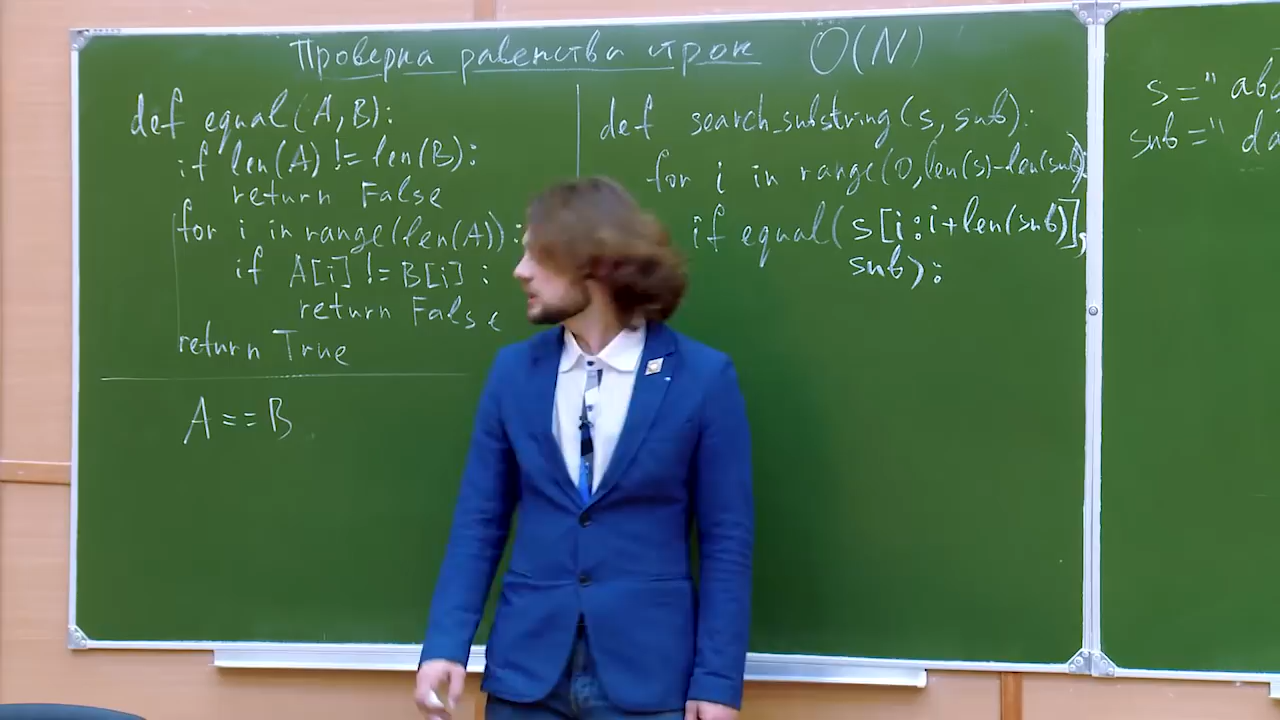 Проверка равенства строк O(N)
def equal(A,B):
if len(A) != len(B):
return False
for i in range(len(A)):
if A[i] != B[i] :
return False
return True
A==B
def search_substring(s, sub):
for i in range(0,len(s)-len(sub)):
if equal(s[i:i+len(sub)],
sub):
s="
sub="